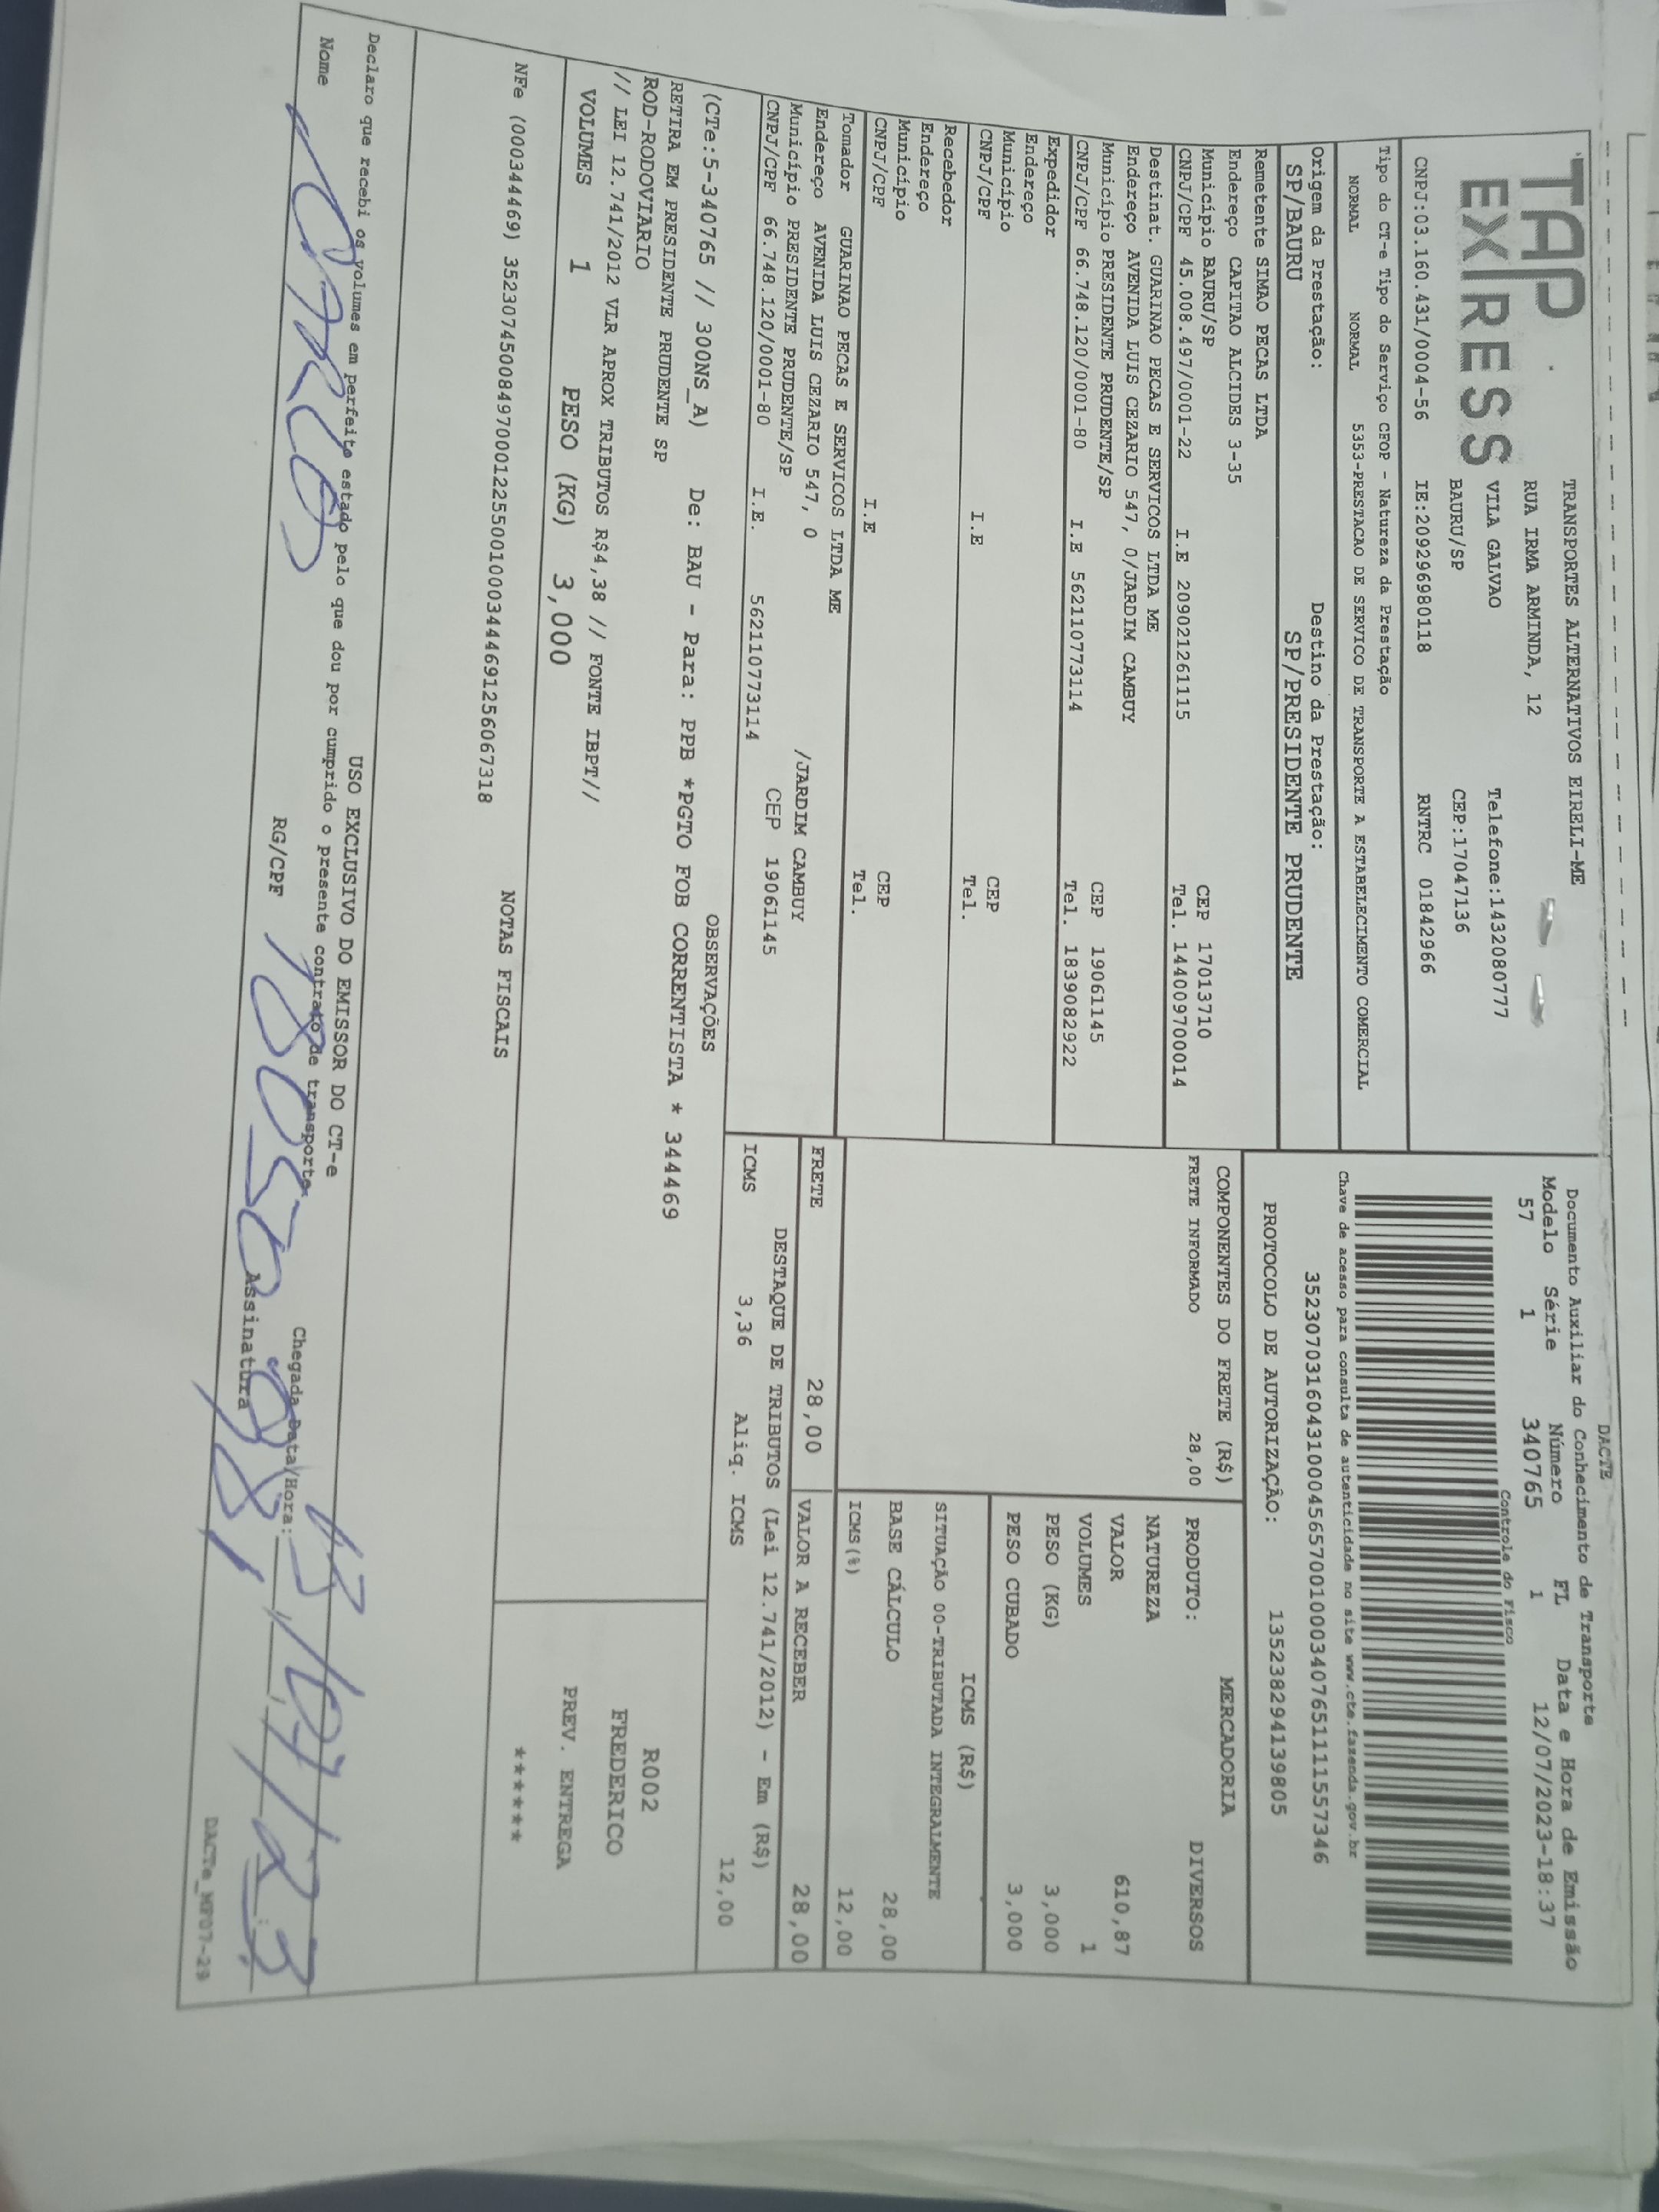 TAP
EXPRESS
TRANSPORTES ALTERNATIVOS EIRELI-ME
RUA IRMA ARMINDA, 12
VILA GALVAO Telefone:1432080777
BAURU/SP CEP:17047136
CNPJ:03.160.431/0004-56 IE:209296980118 RNTRC 01842966
DACTE
Documento Auxiliar do Conhecimento de Transporte
Modelo Série Número FL Data e Hora de Emissão
57 1 340765 1 12/07/2023-18:37
Controle do Fisco
Chave de acesso para consulta de autenticidade no site www.cte.fazenda.gov.br
35230703160431000456570010003407651111557346
PROTOCOLO DE AUTORIZAÇÃO: 135238294139805
Tipo do CT-e Tipo do Serviço CFOP - Natureza da Prestação
NORMAL NORMAL 5353-PRESTACAO DE SERVICO DE TRANSPORTE A ESTABELECIMENTO COMERCIAL
Origem da Prestação: Destino da Prestação:
SP/BAURU SP/PRESIDENTE PRUDENTE
Remetente SIMAO PECAS LTDA
Endereço CAPITAO ALCIDES 3-35
Município BAURU/SP CEP 17013710
CNPJ/CPF 45.008.497/0001-22 I.E 209021261115 Tel. 1440097000 14
Destinat. GUARINAO PECAS E SERVICOS LTDA ME
Endereço AVENIDA LUIS CEZARIO 547, 0/JARDIM CAMBUY
Município PRESIDENTE PRUDENTE/SP CEP 19061145
CNPJ/CPF 66.748.120/0001-80 I.E 562110773114 Tel. 1839082922
Expedidor
Endereço
Município CEP
CNPJ/CPF I.E Tel.
Recebedor
Endereço
Município CEP
CNPJ/CPF I.E Tel.
Tomador GUARINAO PECAS E SERVICOS LTDA ME
Endereço AVENIDA LUIS CEZARIO 547, 0 /JARDIM CAMBUY
Município PRESIDENTE PRUDENTE/SP CEP 19061145
CNPJ/CPF 66.748.120/0001-80 I.E. 562110773114
COMPONENTES DO FRETE (R$)
FRETE INFORMADO 28,00
MERCADORIA
PRODUTO: DIVERSOS
NATUREZA
VALOR 610,87
VOLUMES 1
PESO (KG) 3,000
PESO CUBADO 3,000
ICMS (R$)
SITUAÇÃO 00-TRIBUTADA INTEGRALMENTE
BASE CÁLCULO 28,00
ICMS(%) 12,00
FRETE 28,00 VALOR A RECEBER 28,00
DESTAQUE DE TRIBUTOS (Lei 12.741/2012) - Em (R$)
ICMS 3,36 Aliq. ICMS 12,00
OBSERVAÇÕES
(CTe:5-340765 // 300NS_A) De: BAU - Para: PPB *PGTO FOB CORRENTISTA * 344469
RETIRA EM PRESIDENTE PRUDENTE SP
ROD-RODOVIARIO
// LEI 12.741/2012 VLR APROX TRIBUTOS R$4,38 // FONTE IBPT//
VOLUMES 1 PESO (KG) 3,000
R002
FREDERICO
PREV. ENTREGA
******
NOTAS FISCAIS
NFe (000344469) 35230745008497000122550010003444691256067318
USO EXCLUSIVO DO EMISSOR DO CT-e
Declaro que recebi os volumes em perfeito estado pelo que dou por cumprido o presente contrato de transporte.
Nome RG/CPF Assinatura Chegada Data/Hora:
13/07/23
DACTe_MF07-29